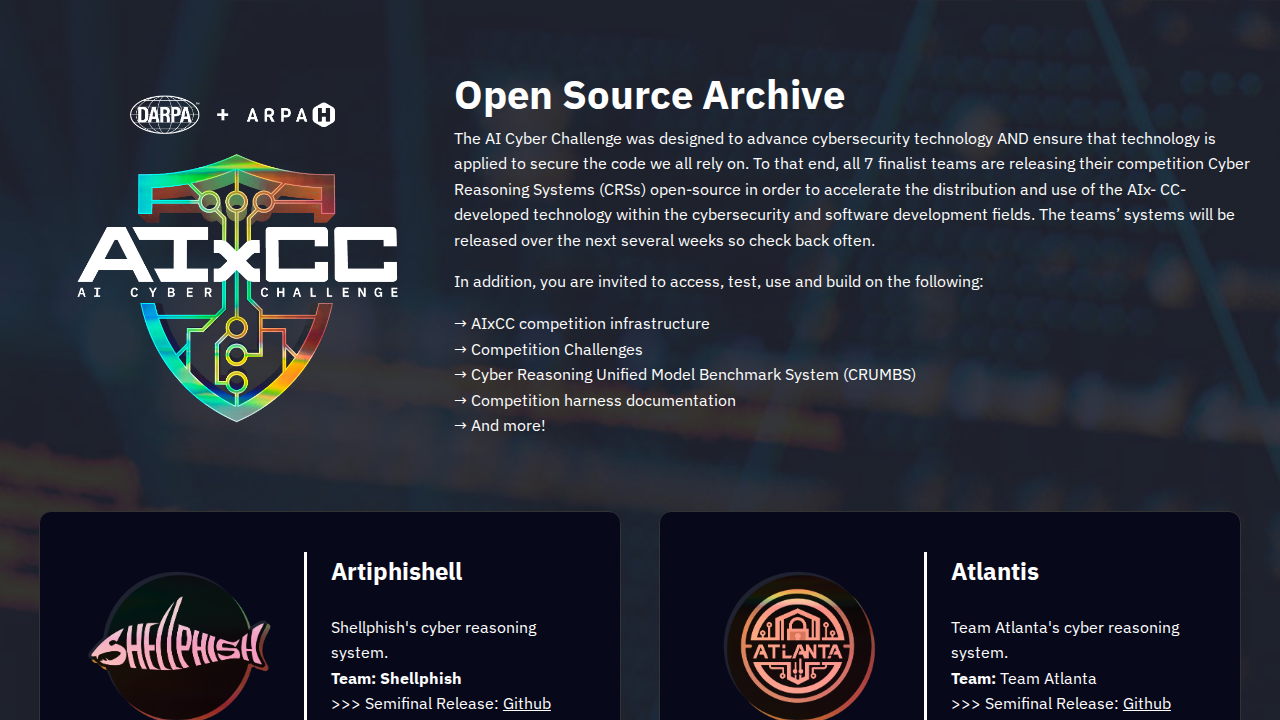 DARPA + ARPA H
AIxCC
AI CYBER CHALLENGE
Open Source Archive
The AI Cyber Challenge was designed to advance cybersecurity technology AND ensure that technology is
applied to secure the code we all rely on. To that end, all 7 finalist teams are releasing their competition Cyber
Reasoning Systems (CRSs) open-source in order to accelerate the distribution and use of the AIx- CC-
developed technology within the cybersecurity and software development fields. The teams’ systems will be
released over the next several weeks so check back often.
In addition, you are invited to access, test, use and build on the following:
→ AIxCC competition infrastructure
→ Competition Challenges
→ Cyber Reasoning Unified Model Benchmark System (CRUMBS)
→ Competition harness documentation
→ And more!
SHELLPHISH
Artiphishell
Shellphish's cyber reasoning
system.
Team: Shellphish
>>> Semifinal Release: Github
ATLANTA
Atlantis
Team Atlanta's cyber reasoning
system.
Team: Team Atlanta
>>> Semifinal Release: Github